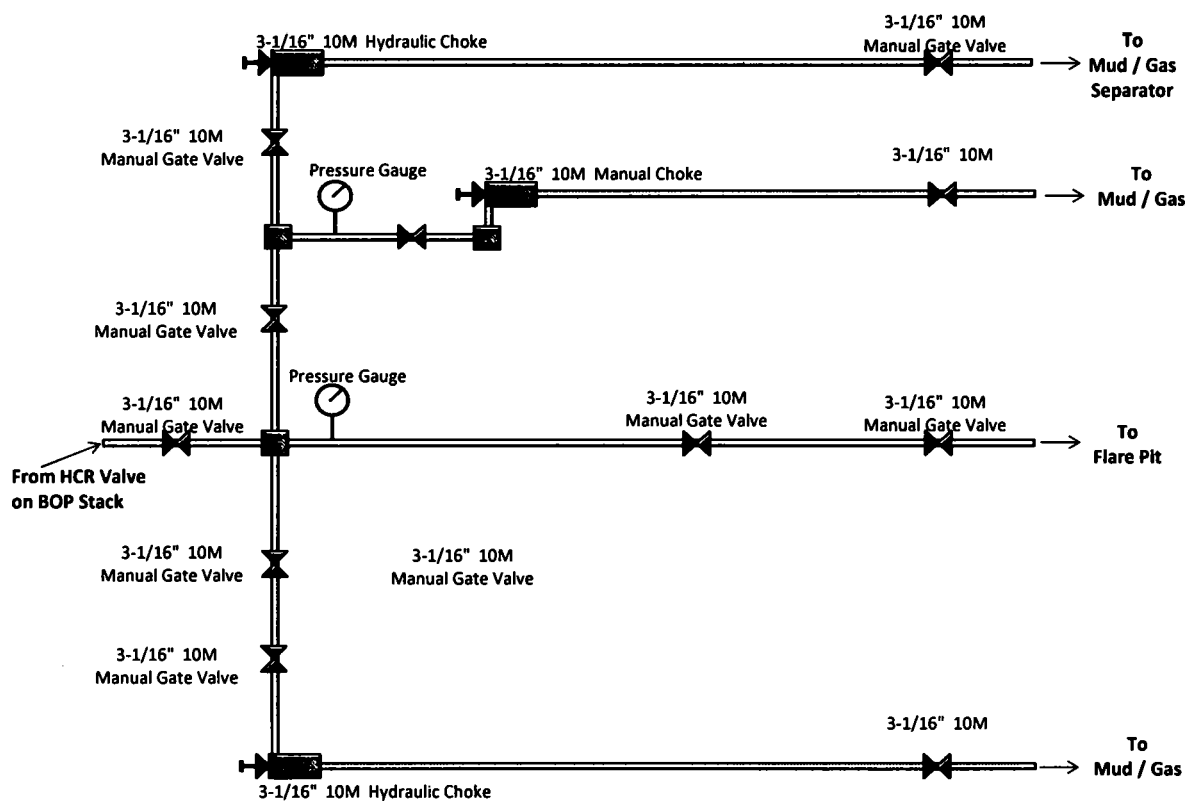 3-1/16" 10M Hydraulic Choke
3-1/16" 10M
Manual Gate Valve
To
Mud / Gas
Separator
3-1/16" 10M
Manual Gate Valve
Pressure Gauge
3-1/16" 10M Manual Choke
3-1/16" 10M
To
Mud / Gas
3-1/16" 10M
Manual Gate Valve
Pressure Gauge
3-1/16" 10M
Manual Gate Valve
3-1/16" 10M
Manual Gate Valve
3-1/16" 10M
Manual Gate Valve
To
Flare Pit
From HCR Valve
on BOP Stack
3-1/16" 10M
Manual Gate Valve
3-1/16" 10M
Manual Gate Valve
3-1/16" 10M
Manual Gate Valve
3-1/16" 10M
To
Mud / Gas
3-1/16" 10M Hydraulic Choke